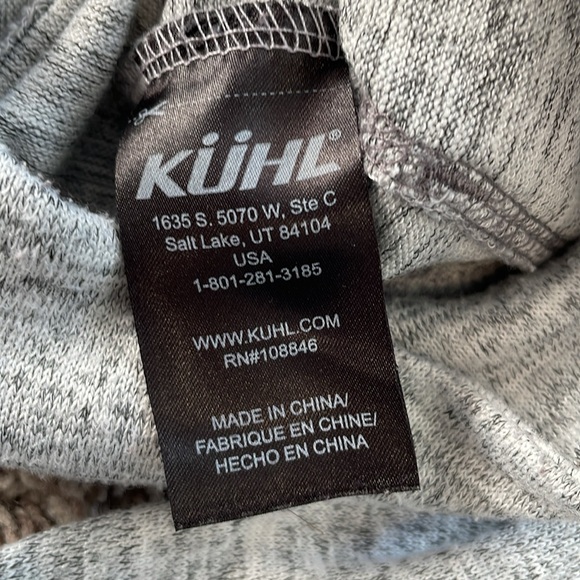 KÜHL®
1635 S. 5070 W, Ste C
Salt Lake, UT 84104
USA
1-801-281-3185
WWW.KUHL.COM
RN#108846
MADE IN CHINA/
FABRIQUE EN CHINE/
HECHO EN CHINA